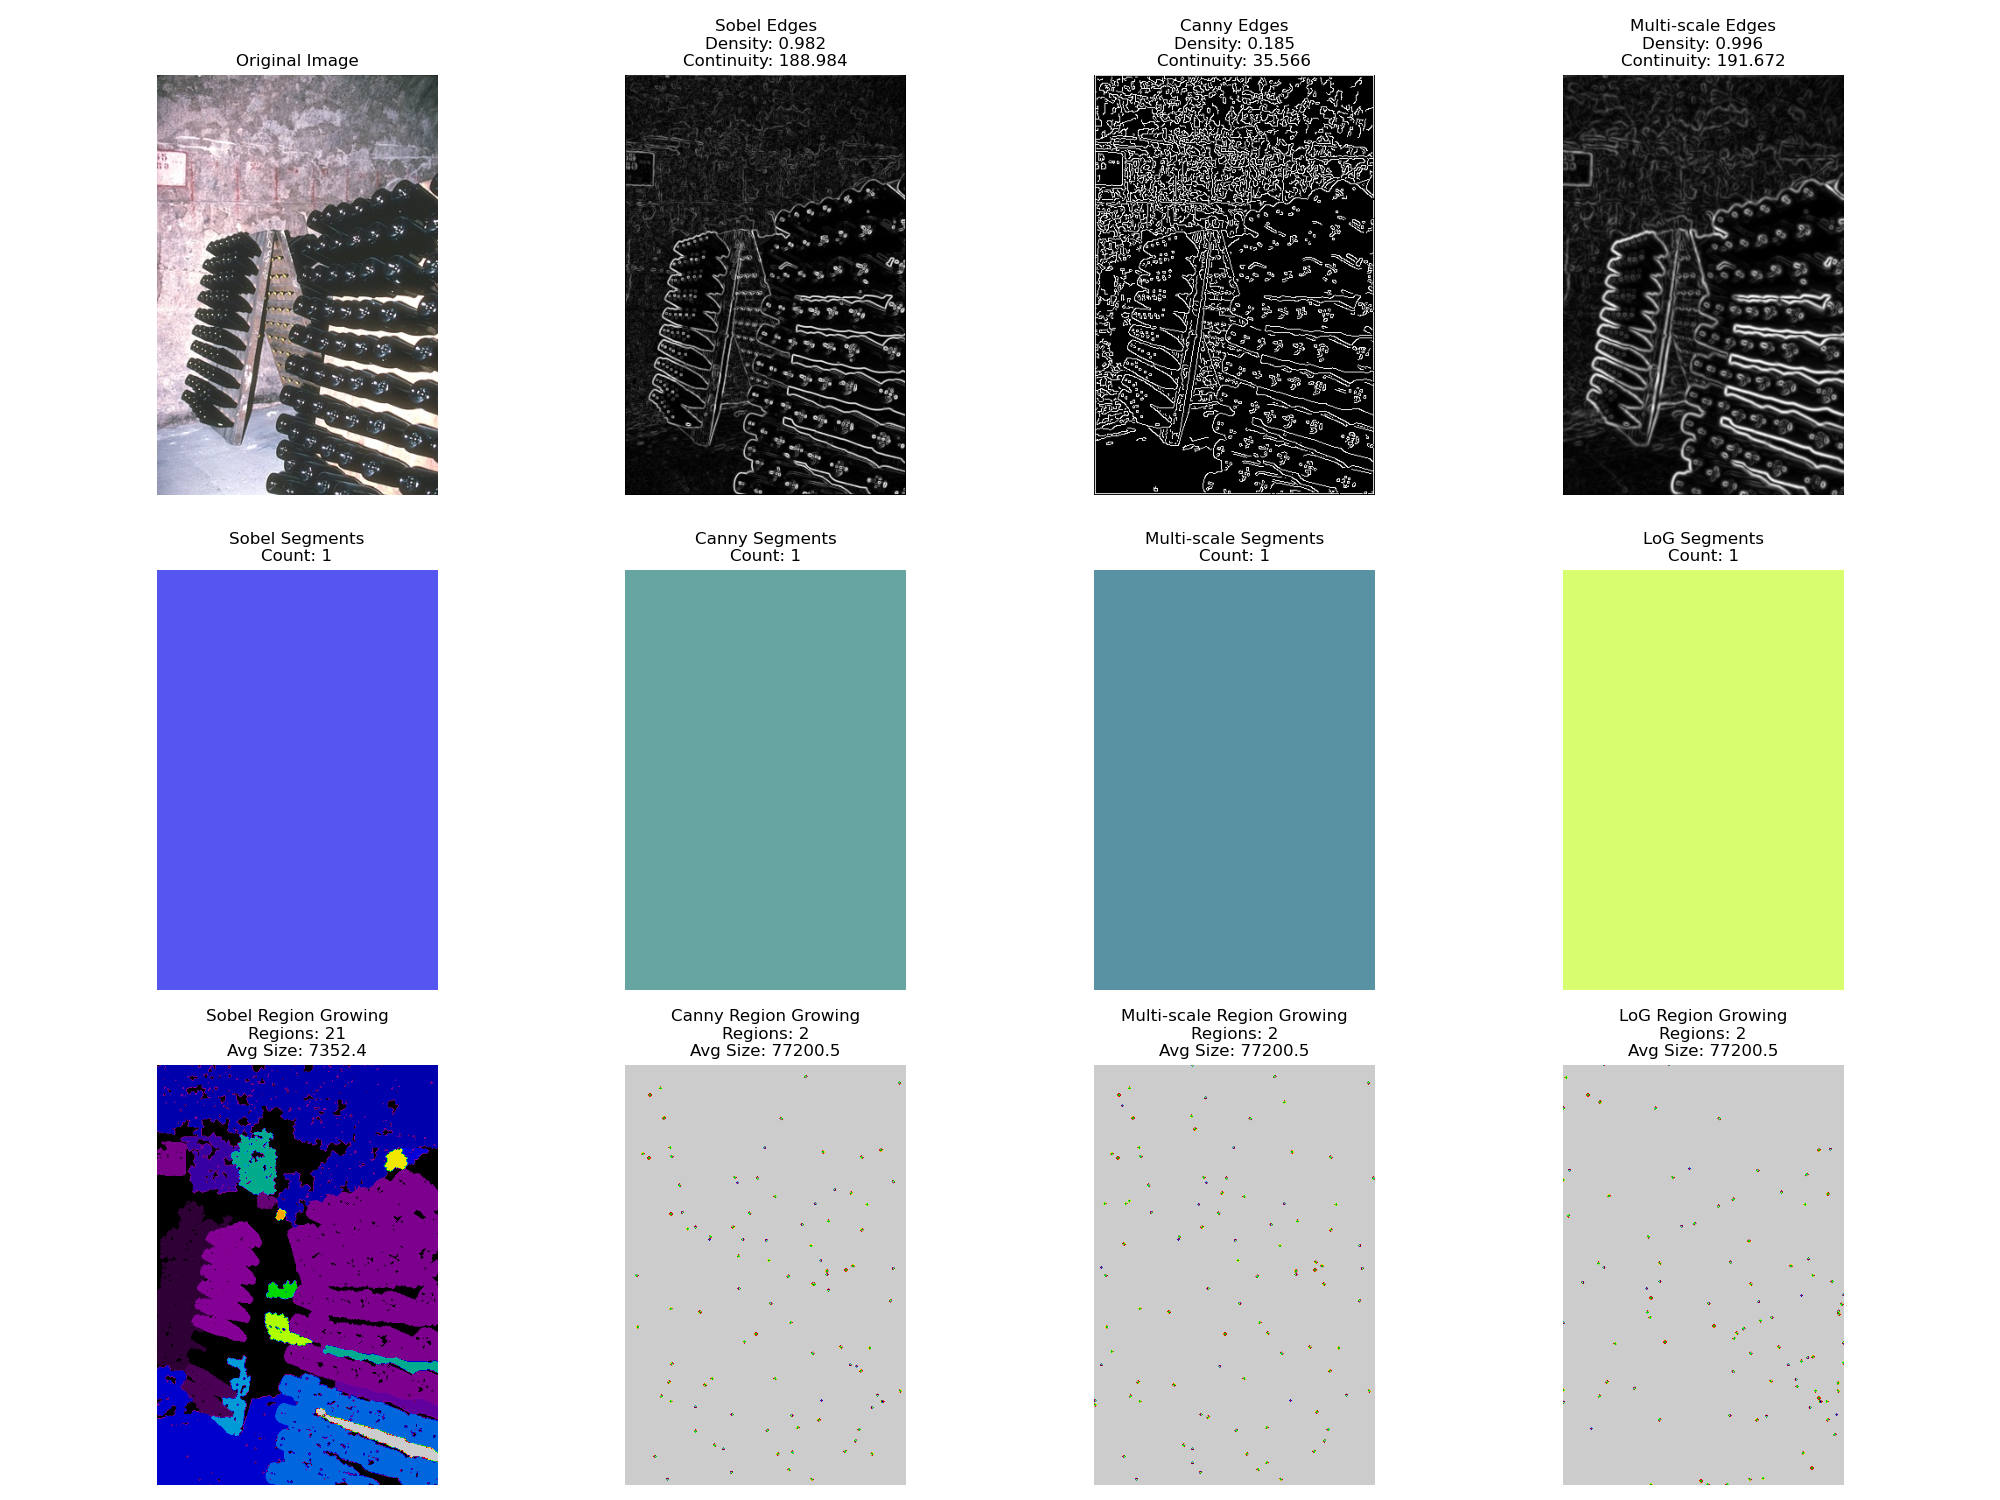 Original Image
Sobel Edges
Density: 0.982
Continuity: 188.984
Canny Edges
Density: 0.185
Continuity: 35.566
Multi-scale Edges
Density: 0.996
Continuity: 191.672
Sobel Segments
Count: 1
Canny Segments
Count: 1
Multi-scale Segments
Count: 1
LoG Segments
Count: 1
Sobel Region Growing
Regions: 21
Avg Size: 7352.4
Canny Region Growing
Regions: 2
Avg Size: 77200.5
Multi-scale Region Growing
Regions: 2
Avg Size: 77200.5
LoG Region Growing
Regions: 2
Avg Size: 77200.5